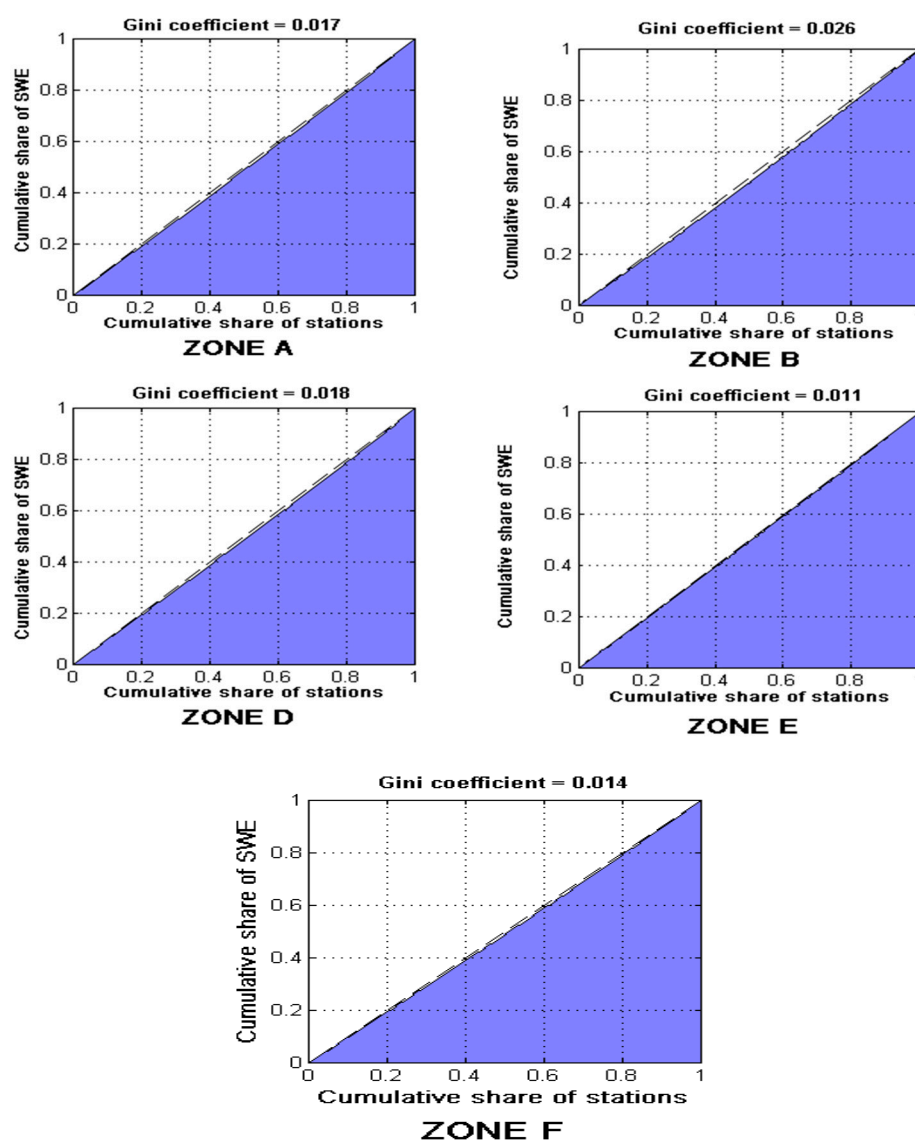 Gini coefficient = 0.017
1
0.8
0.6
0.4
0.2
0
Cumulative share of SWE
0 0.2 0.4 0.6 0.8 1
Cumulative share of stations
ZONE A
Gini coefficient = 0.026
1
0.8
0.6
0.4
0.2
0
Cumulative share of SWE
0 0.2 0.4 0.6 0.8
Cumulative share of stations
ZONE B
Gini coefficient = 0.018
1
0.8
0.6
0.4
0.2
0
Cumulative share of SWE
0 0.2 0.4 0.6 0.8 1
Cumulative share of stations
ZONE D
Gini coefficient = 0.011
1
0.8
0.6
0.4
0.2
0
Cumulative share of SWE
0 0.2 0.4 0.6 0.8 1
Cumulative share of stations
ZONE E
Gini coefficient = 0.014
1
0.8
0.6
0.4
0.2
0
Cumulative share of SWE
0 0.2 0.4 0.6 0.8 1
Cumulative share of stations
ZONE F